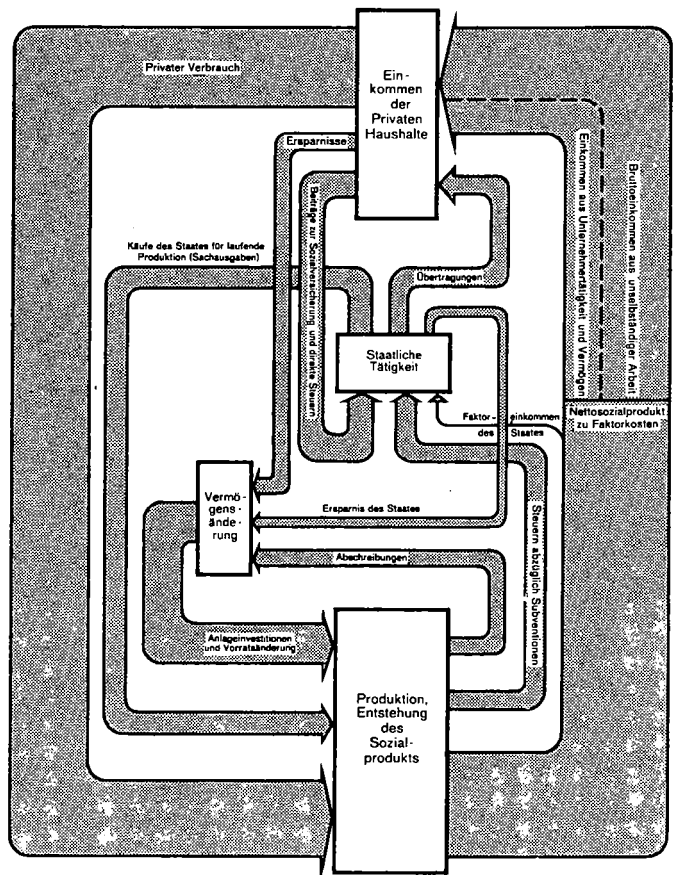 Privater Verbrauch
Ein-
kommen
der
Privaten
Haushalte
Ersparnisse
Beiträge zur Sozialversicherung und direkte Steuern
Einkommen aus Unternehmertätigkeit und Vermögen
Bruttoeinkommen aus unselbständiger Arbeit
Käufe des Staates für laufende
Produktion (Sachausgaben)
Übertragungen
Staatliche
Tätigkeit
Faktor- einkommen
des Staates
Nettosozialprodukt
zu Faktorkosten
Vermö-
gens-
ände-
rung
Ersparnis des Staates
Steuern abzüglich Subventionen
Abschreibungen
Anlageinvestitionen
und Vorratsänderung
Produktion,
Entstehung
des
Sozial-
produkts